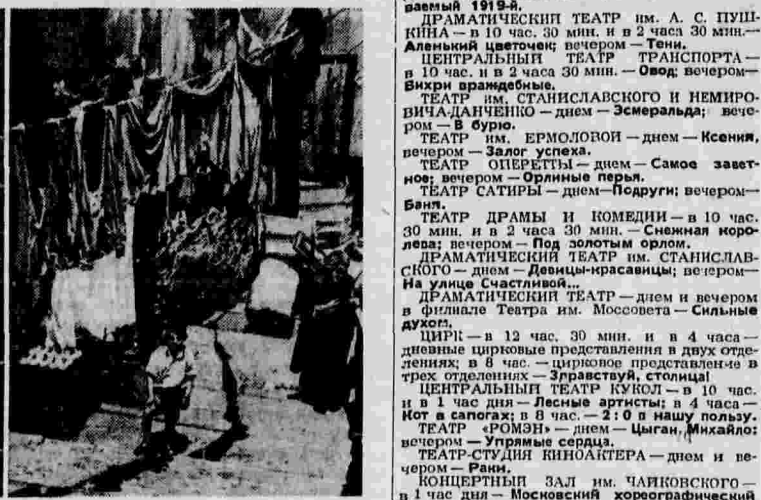 ваемый 1919-й.
ДРАМАТИЧЕСКИЙ ТЕАТР им. А. С. ПУШ-
КИНА — в 10 час. 30 мин. и в 2 часа 30 мин.—
Аленький цветочек; вечером — Тени.
ЦЕНТРАЛЬНЫЙ ТЕАТР ТРАНСПОРТА —
в 10 час. и в 2 часа 30 мин. — Овод; вечером—
Вихри враждебные.
ТЕАТР им. СТАНИСЛАВСКОГО И НЕМИРО-
ВИЧА-ДАНЧЕНКО — днем — Эсмеральда; вече-
ром — В бурю.
ТЕАТР им. ЕРМОЛОВОЙ — днем — Ксения,
вечером — Залог успеха.
ТЕАТР ОПЕРЕТТЫ — днем — Самое завет-
ное; вечером — Орлиные перья.
ТЕАТР САТИРЫ — днем—Подруги; вечером—
Баня.
ТЕАТР ДРАМЫ И КОМЕДИИ — в 10 час.
30 мин. и в 2 часа 30 мин. — Снежная коро-
лева; вечером — Под золотым орлом.
ДРАМАТИЧЕСКИЙ ТЕАТР им. СТАНИСЛАВ-
СКОГО — днем — Девицы-красавицы; вечером—
На улице Счастливой...
ДРАМАТИЧЕСКИЙ ТЕАТР — днем и вечером
в филиале Театра им. Моссовета — Сильные
духом.
ЦИРК — в 12 час. 30 мин. и в 4 часа —
дневные цирковые представления в двух отде-
лениях; в 8 час. — цирковое представление в
трех отделениях — Здравствуй, столица!
ЦЕНТРАЛЬНЫЙ ТЕАТР КУКОЛ — в 10 час.
и в 1 час дня — Лесные артисты; в 4 часа —
Кот в сапогах; в 8 час. — 2 : 0 в нашу пользу.
ТЕАТР «РОМЭН» — днем — Цыган, Михайло;
вечером — Упрямые сердца.
ТЕАТР-СТУДИЯ КИНОАКТЕРА — днем и ве-
чером — Раки.
КОНЦЕРТНЫЙ ЗАЛ им. ЧАЙКОВСКОГО —
в 1 час дня — Московский хореографический